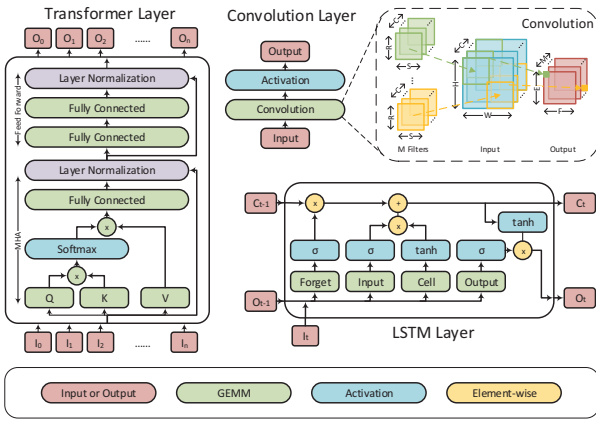 Transformer Layer
O0 O1 O2 ...... On
Layer Normalization
Fully Connected
Fully Connected
Feed Forward
Layer Normalization
Fully Connected
MHA
x
Softmax
x
Q K V
I0 I1 I2 ...... In
Convolution Layer
Output
Activation
Convolution
Input
Convolution
C
R
S
...
C
R
S
M Filters
C
H
W
Input
M
E
F
Output
Ct-1 x + Ct
x tanh
σ σ tanh σ x
Forget Input Cell Output
Ot-1 Ot
It
LSTM Layer
Input or Output GEMM Activation Element-wise